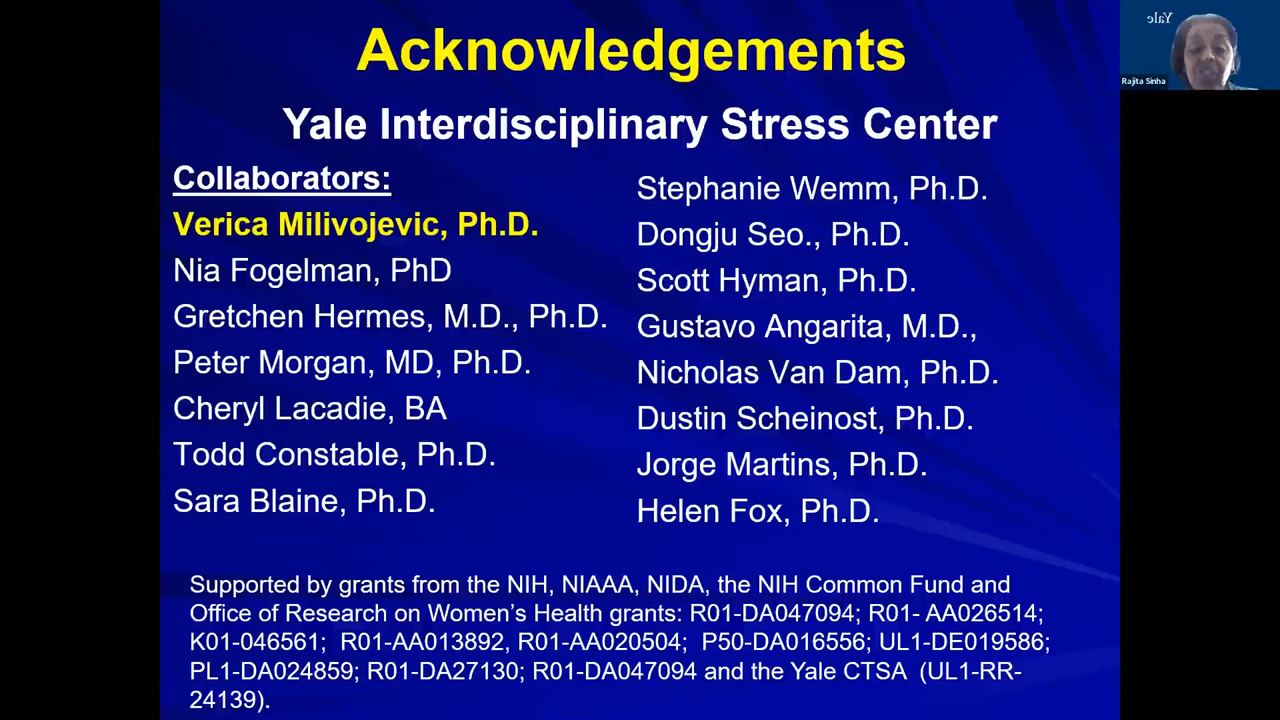 Acknowledgements
Yale Interdisciplinary Stress Center
Collaborators:
Verica Milivojevic, Ph.D.
Nia Fogelman, PhD
Gretchen Hermes, M.D., Ph.D.
Peter Morgan, MD, Ph.D.
Cheryl Lacadie, BA
Todd Constable, Ph.D.
Sara Blaine, Ph.D.
Stephanie Wemm, Ph.D.
Dongju Seo., Ph.D.
Scott Hyman, Ph.D.
Gustavo Angarita, M.D.,
Nicholas Van Dam, Ph.D.
Dustin Scheinost, Ph.D.
Jorge Martins, Ph.D.
Helen Fox, Ph.D.
Supported by grants from the NIH, NIAAA, NIDA, the NIH Common Fund and
Office of Research on Women’s Health grants: R01-DA047094; R01- AA026514;
K01-046561;  R01-AA013892, R01-AA020504;  P50-DA016556; UL1-DE019586;
PL1-DA024859; R01-DA27130; R01-DA047094 and the Yale CTSA  (UL1-RR-
24139).
Yale
Rajita Sinha